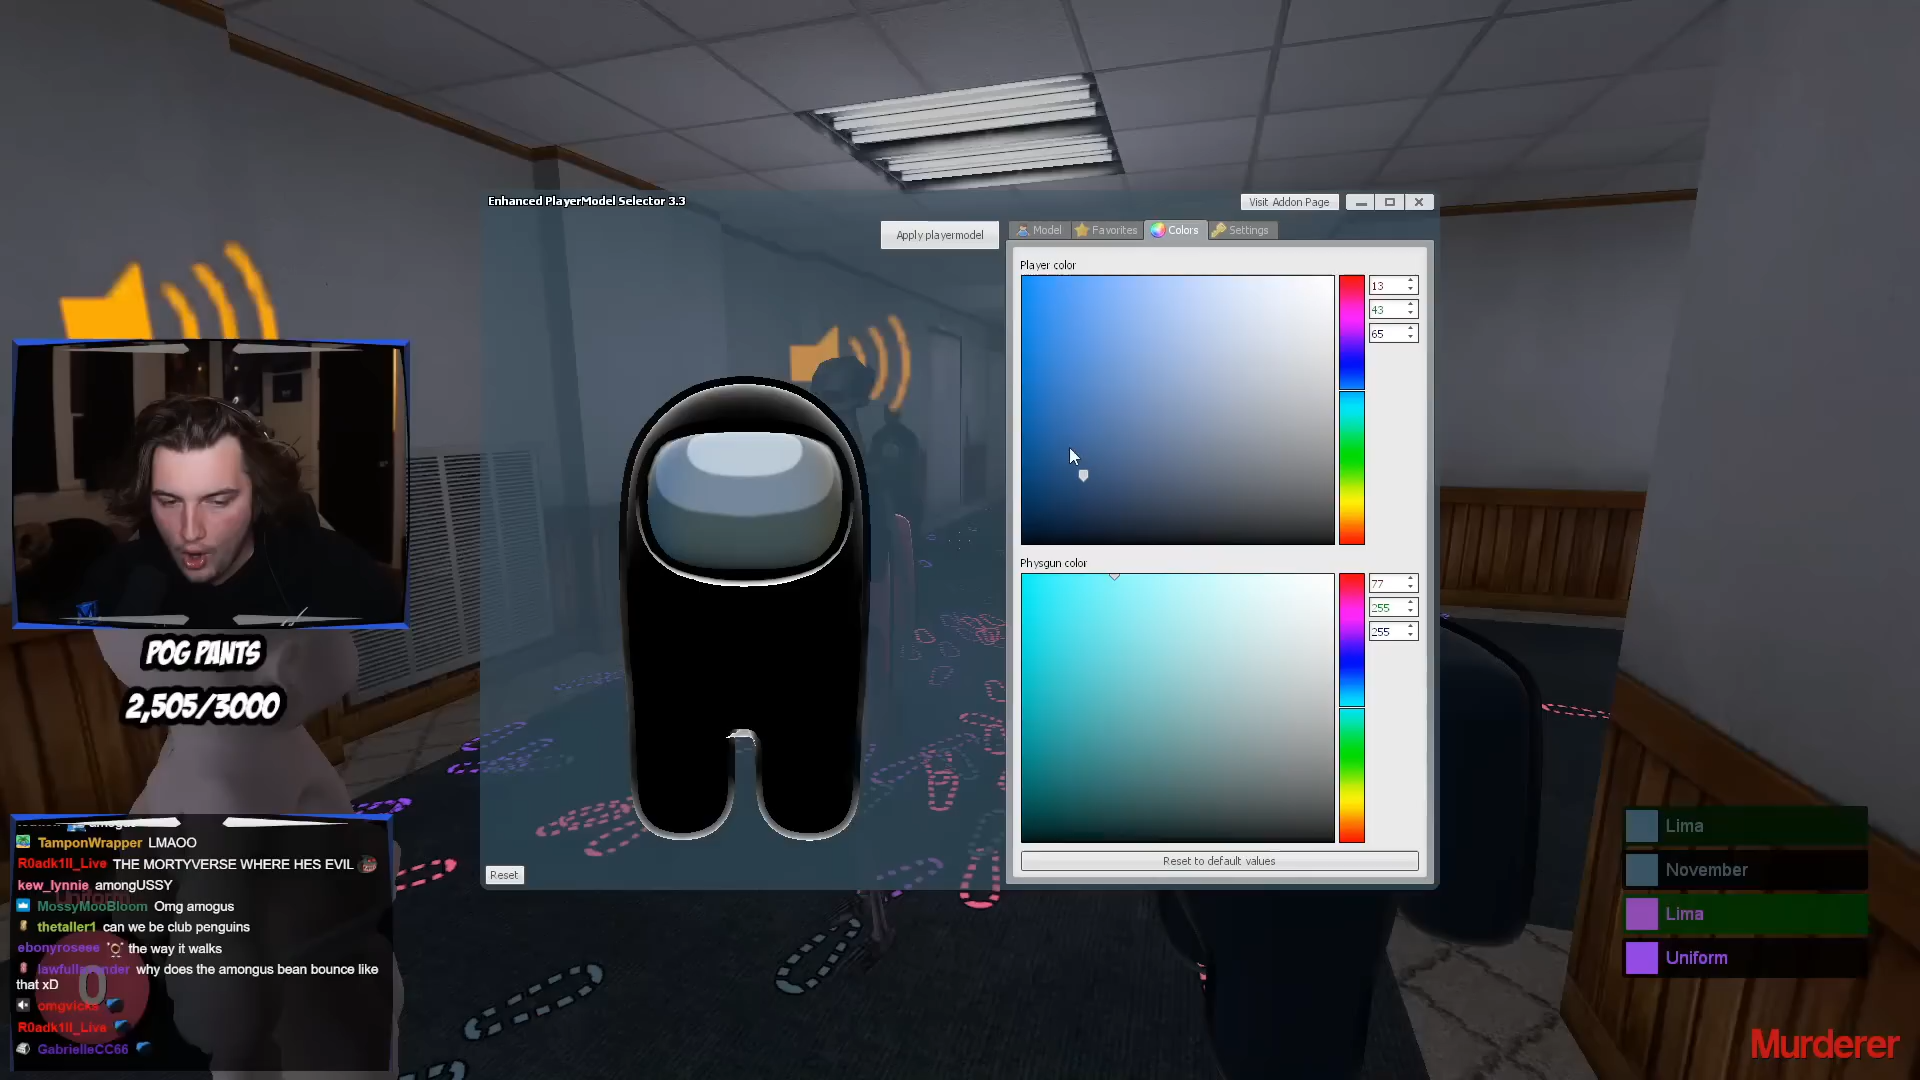 Enhanced PlayerModel Selector 3.3
Visit Addon Page
Apply playermodel
Model
Favorites
Colors
Settings
Player color
13
43
65
Physgun color
77
255
255
Reset to default values
Reset
POG PANTS
2,505/3000
TamponWrapper LMAOO
R0adk1ll_Live THE MORTYVERSE WHERE HES EVIL
kew_lynnie amongUSSY
MossyMooBloom Omg amogus
thetaller1 can we be club penguins
ebonyroseee the way it walks
why does the amongus bean bounce like
that xD
omgvicks
R0adk1ll_Live
GabrielleCC66
0
Lima
November
Lima
Uniform
Murderer